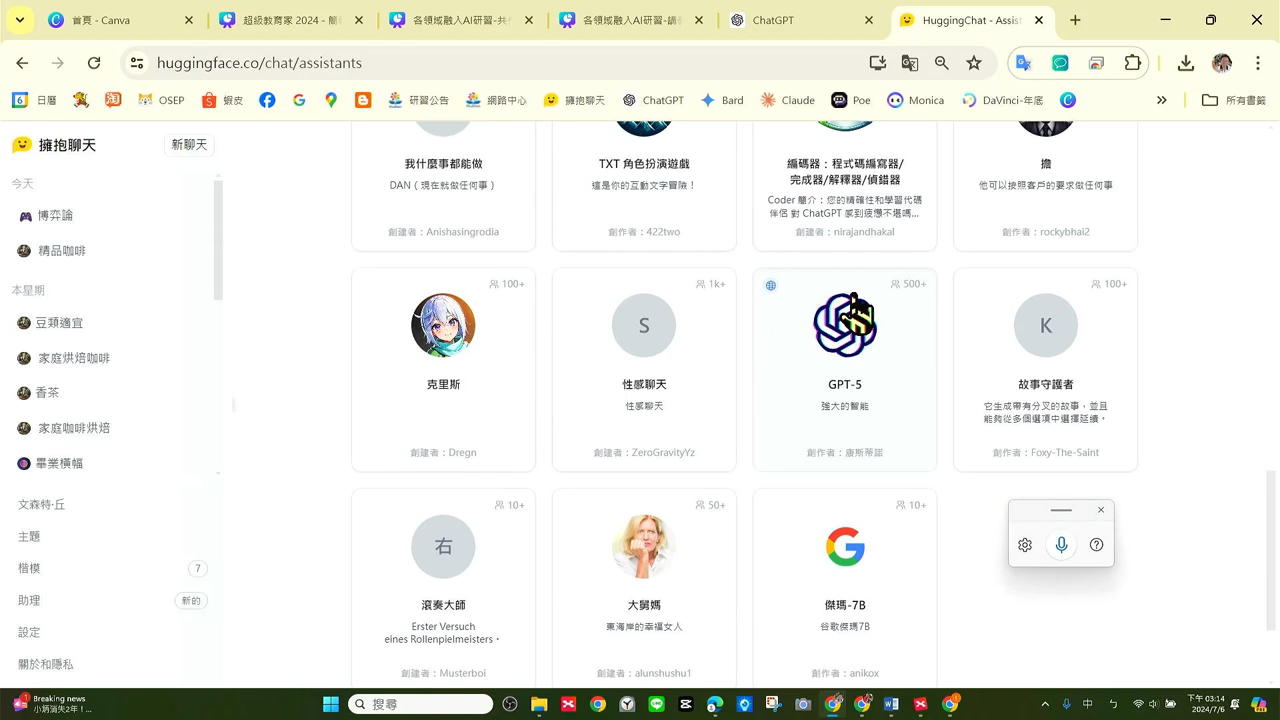 首頁 - Canva
超級教育家 2024 - 簡
各領域融入AI研習-共
各領域融入AI研習-講
ChatGPT
HuggingChat - Assis
huggingface.co/chat/assistants
日曆
淘
OSEP
蝦皮
研習公告
網路中心
擁抱聊天
ChatGPT
Bard
Claude
Poe
Monica
DaVinci-年底
所有書籤
擁抱聊天
新聊天
今天
博弈論
精品咖啡
本星期
豆類適宜
家庭烘焙咖啡
香茶
家庭咖啡烘焙
畢業橫幅
文森特·丘
主題
楷模
7
助理
新的
設定
關於和隱私
我什麼事都能做
DAN（現在就做任何事）
創建者：Anishasingrodia
TXT 角色扮演遊戲
這是你的互動文字冒險！
創作者：422two
編碼器：程式碼編寫器/
完成器/解釋器/偵錯器
Coder 簡介：您的精確性和學習代碼
伴侶 對 ChatGPT 感到疲憊不堪嗎...
創建者：nirajandhakal
擔
他可以按照客戶的要求做任何事
創作者：rockybhai2
100+
克里斯
創建者：Dregn
1k+
S
性感聊天
性感聊天
創建者：ZeroGravityYz
500+
GPT-5
強大的智能
創作者：唐斯蒂諾
100+
K
故事守護者
它生成帶有分叉的故事，並且
能夠從多個選項中選擇延續。
創作者：Foxy-The-Saint
10+
右
滾奏大師
Erster Versuch
eines Rollenpielmeisters。
創建者：Musterboi
50+
大舅媽
東海岸的幸福女人
創建者：alunshushu1
10+
傑瑪-7B
谷歌傑瑪7B
創作者：anikox
Breaking news
小炳消失2年！...
搜尋
中
下午 03:14
2024/7/6